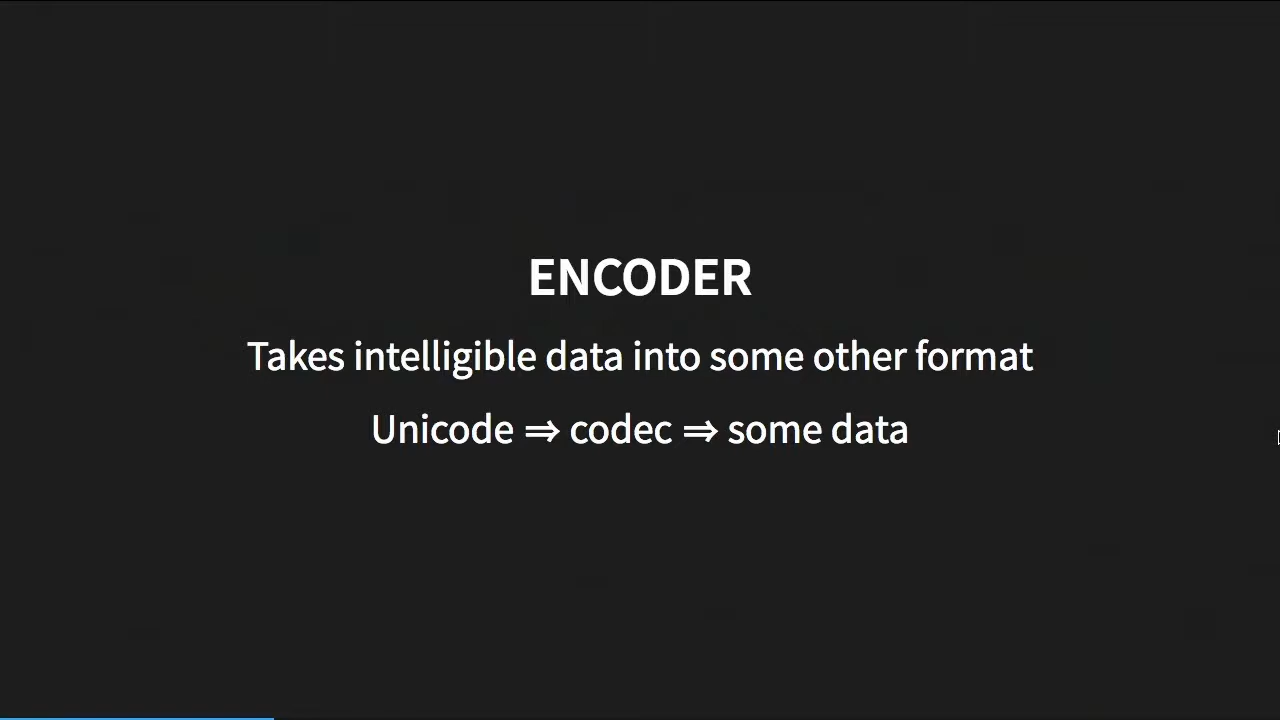 ENCODER
Takes intelligible data into some other format
Unicode ⇒ codec ⇒ some data